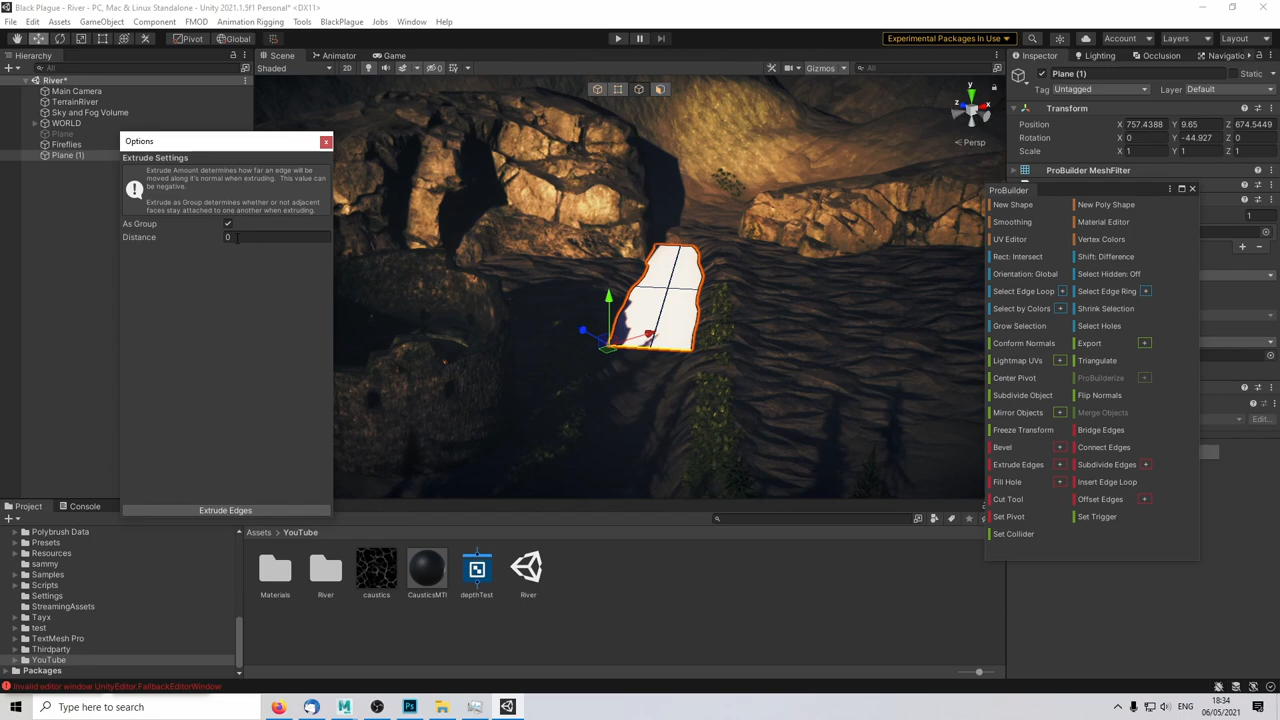 Black Plague - River - PC, Mac & Linux Standalone - Unity 2021.1.5f1 Personal* <DX11>
File Edit Assets GameObject Component FMOD Animation Rigging Tools BlackPlague Jobs Window Help
Pivot Global Experimental Packages In Use Account Layers Layout
Hierarchy Scene Animator Game Inspector Lighting Occlusion Navigatio
All Shaded 2D 0 Gizmos All
Plane (1) Static
Tag Untagged Layer Default
River*
Main Camera
TerrainRiver
Sky and Fog Volume
WORLD
Plane
Fireflies
Plane (1)
Options
Extrude Settings
Extrude Amount determines how far an edge will be
moved along it's normal when extruding. This value can
be negative.
Extrude as Group determines whether or not adjacent
faces stay attached to one another when extruding.
As Group
Distance 0
Extrude Edges
y
x
z
Persp
Transform
Position X 757.4388 Y 9.65 Z 674.5449
Rotation X 0 Y -44.927 Z 0
Scale X 1 Y 1 Z 1
ProBuilder MeshFilter
1
Edit...
ProBuilder
New Shape New Poly Shape
Smoothing Material Editor
UV Editor Vertex Colors
Rect: Intersect Shift: Difference
Orientation: Global Select Hidden: Off
Select Edge Loop + Select Edge Ring +
Select by Colors + Shrink Selection
Grow Selection Select Holes
Conform Normals Export +
Lightmap UVs + Triangulate
Center Pivot ProBuilderize +
Subdivide Object Flip Normals
Mirror Objects + Merge Objects
Freeze Transform Bridge Edges
Bevel + Connect Edges
Extrude Edges + Subdivide Edges +
Fill Hole + Insert Edge Loop
Cut Tool Offset Edges +
Set Pivot Set Trigger
Set Collider
Project Console
Polybrush Data
Presets
Resources
sammy
Samples
Scripts
Settings
StreamingAssets
Tayx
test
TextMesh Pro
Thirdparty
YouTube
Packages
Assets > YouTube
Materials River caustics CausticsMTl depthTest River
Invalid editor window UnityEditor.FallbackEditorWindow
Type here to search
ENG
18:34
06/05/2021